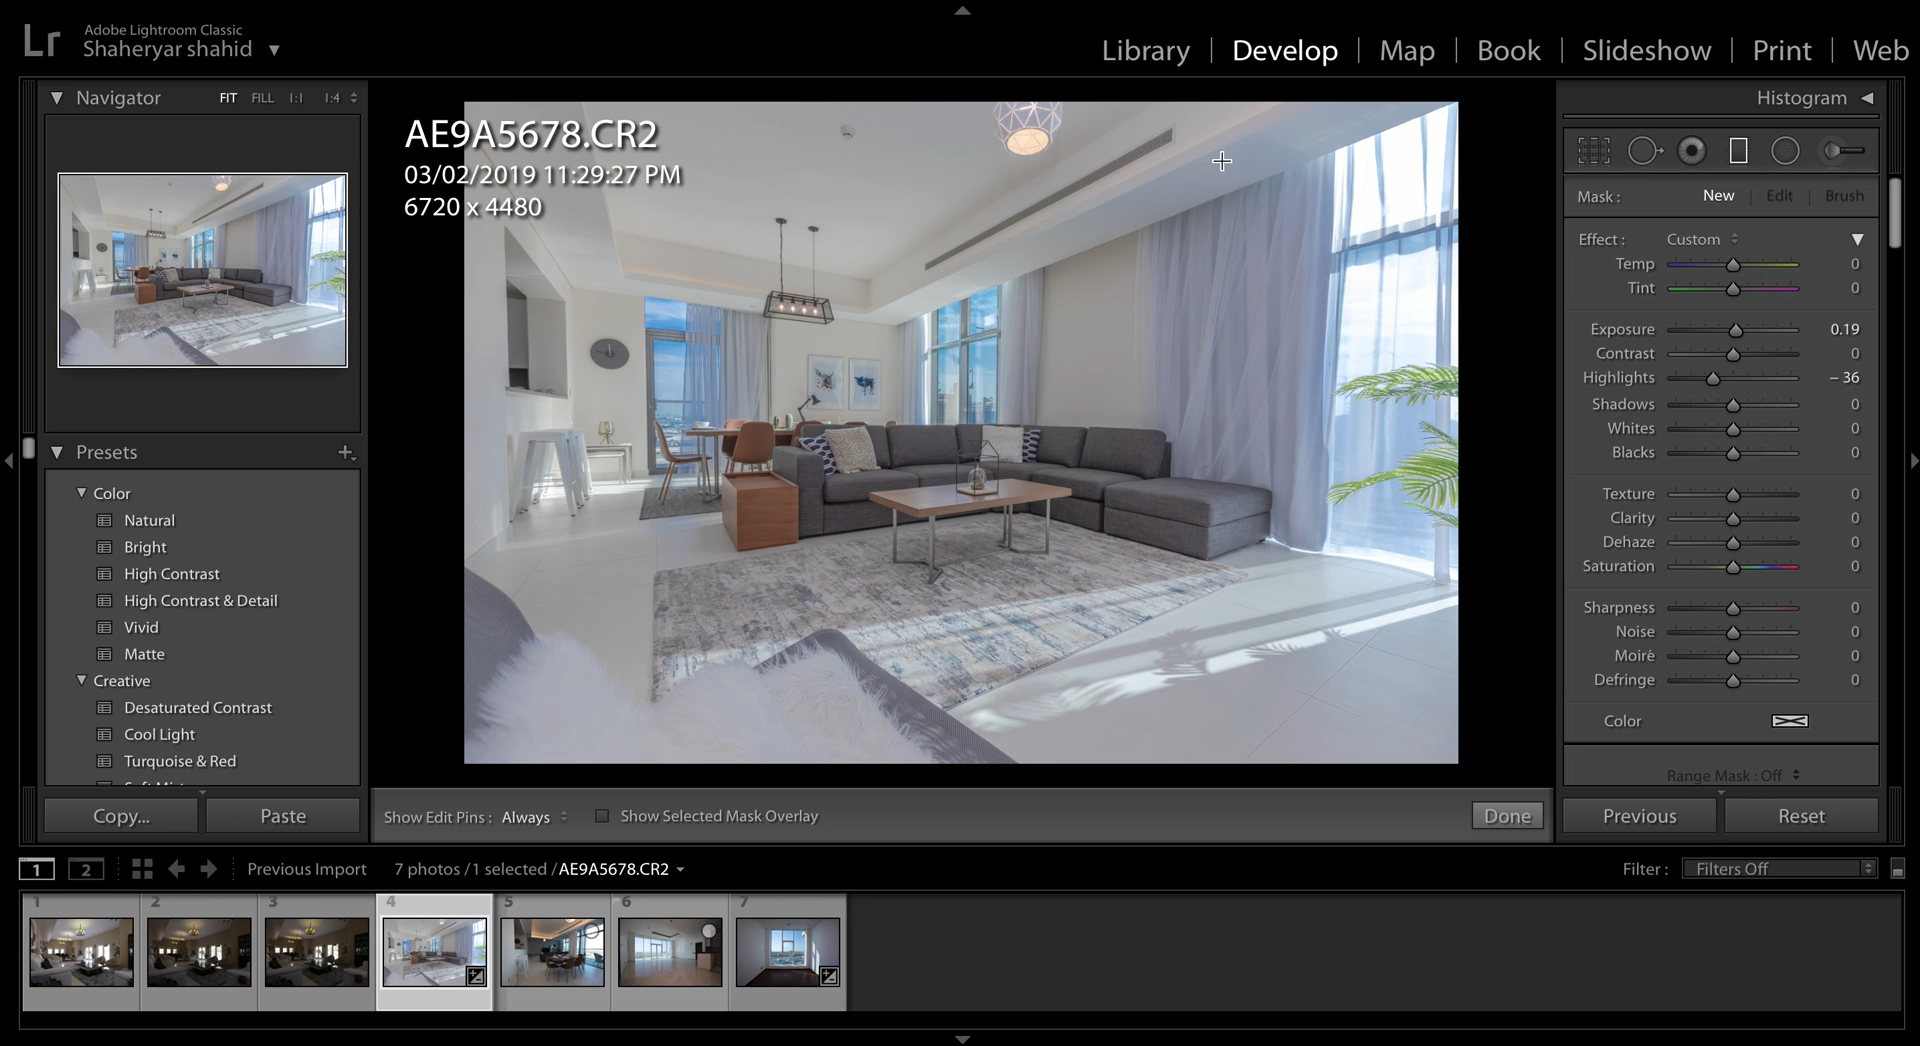 Lr
Adobe Lightroom Classic
Shaheryar shahid
Library | Develop | Map | Book | Slideshow | Print | Web
Navigator FIT FILL 1:1 1:4
Histogram
AE9A5678.CR2
03/02/2019 11:29:27 PM
6720 x 4480
Mask : New | Edit | Brush
Effect : Custom
Temp 0
Tint 0
Exposure 0.19
Contrast 0
Highlights – 36
Shadows 0
Whites 0
Blacks 0
Texture 0
Clarity 0
Dehaze 0
Saturation 0
Sharpness 0
Noise 0
Moiré 0
Defringe 0
Color
Range Mask : Off
Presets
Color
Natural
Bright
High Contrast
High Contrast & Detail
Vivid
Matte
Creative
Desaturated Contrast
Cool Light
Turquoise & Red
Copy... Paste
Show Edit Pins : Always Show Selected Mask Overlay Done
Previous Reset
1 2 Previous Import 7 photos / 1 selected / AE9A5678.CR2 Filter : Filters Off
1 2 3 4 5 6 7